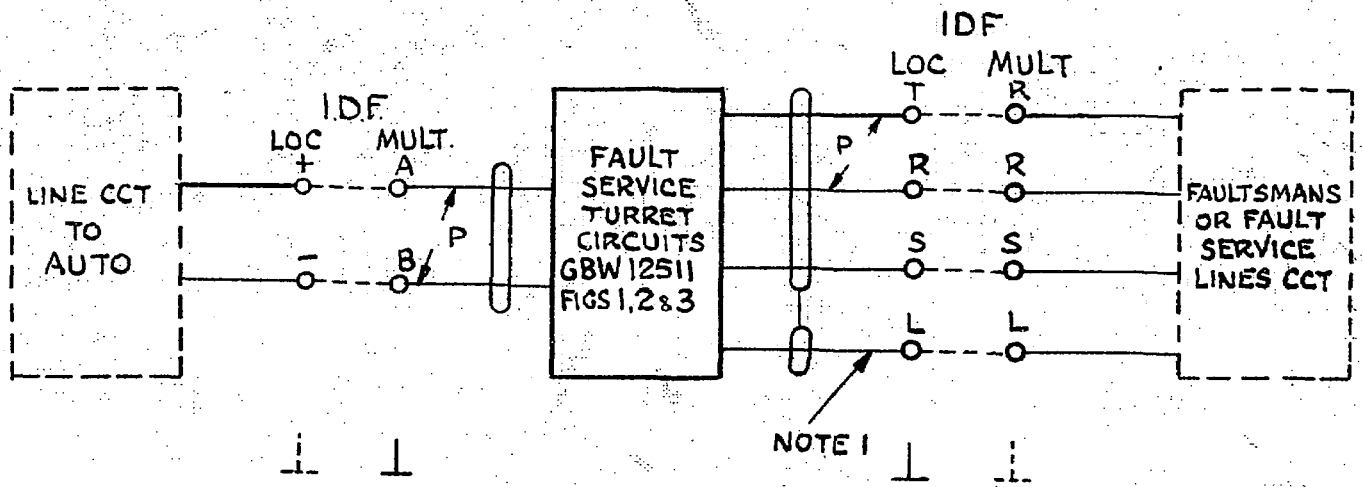 IDF
LOC MULT
T R
I.D.F.
LOC MULT.
+ A
P
R R
- B
P
S S
L L
LINE CCT
TO
AUTO
FAULT
SERVICE
TURRET
CIRCUITS
GBW 12511
FIGS 1,2&3
FAULTSMANS
OR FAULT
SERVICE
LINES CCT
NOTE 1